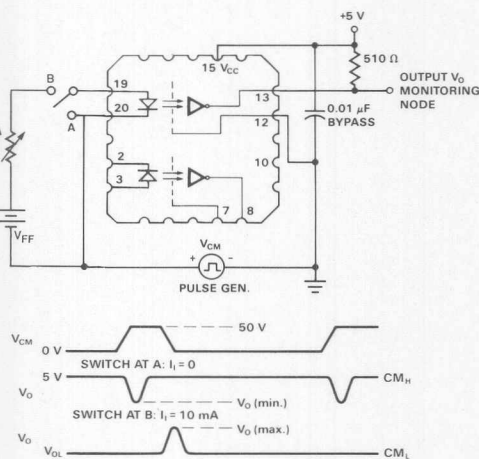 +5 V
15 VCC
510 Ω
B
19
20
A
13
12
OUTPUT VO
MONITORING
NODE
0.01 μF
BYPASS
2
3
10
7
8
VFF
VCM
+
-
PULSE GEN.
VCM
50 V
0 V
SWITCH AT A: II = 0
5 V
CMH
VO
VO (min.)
SWITCH AT B: II = 10 mA
VO
VO (max.)
VOL
CML